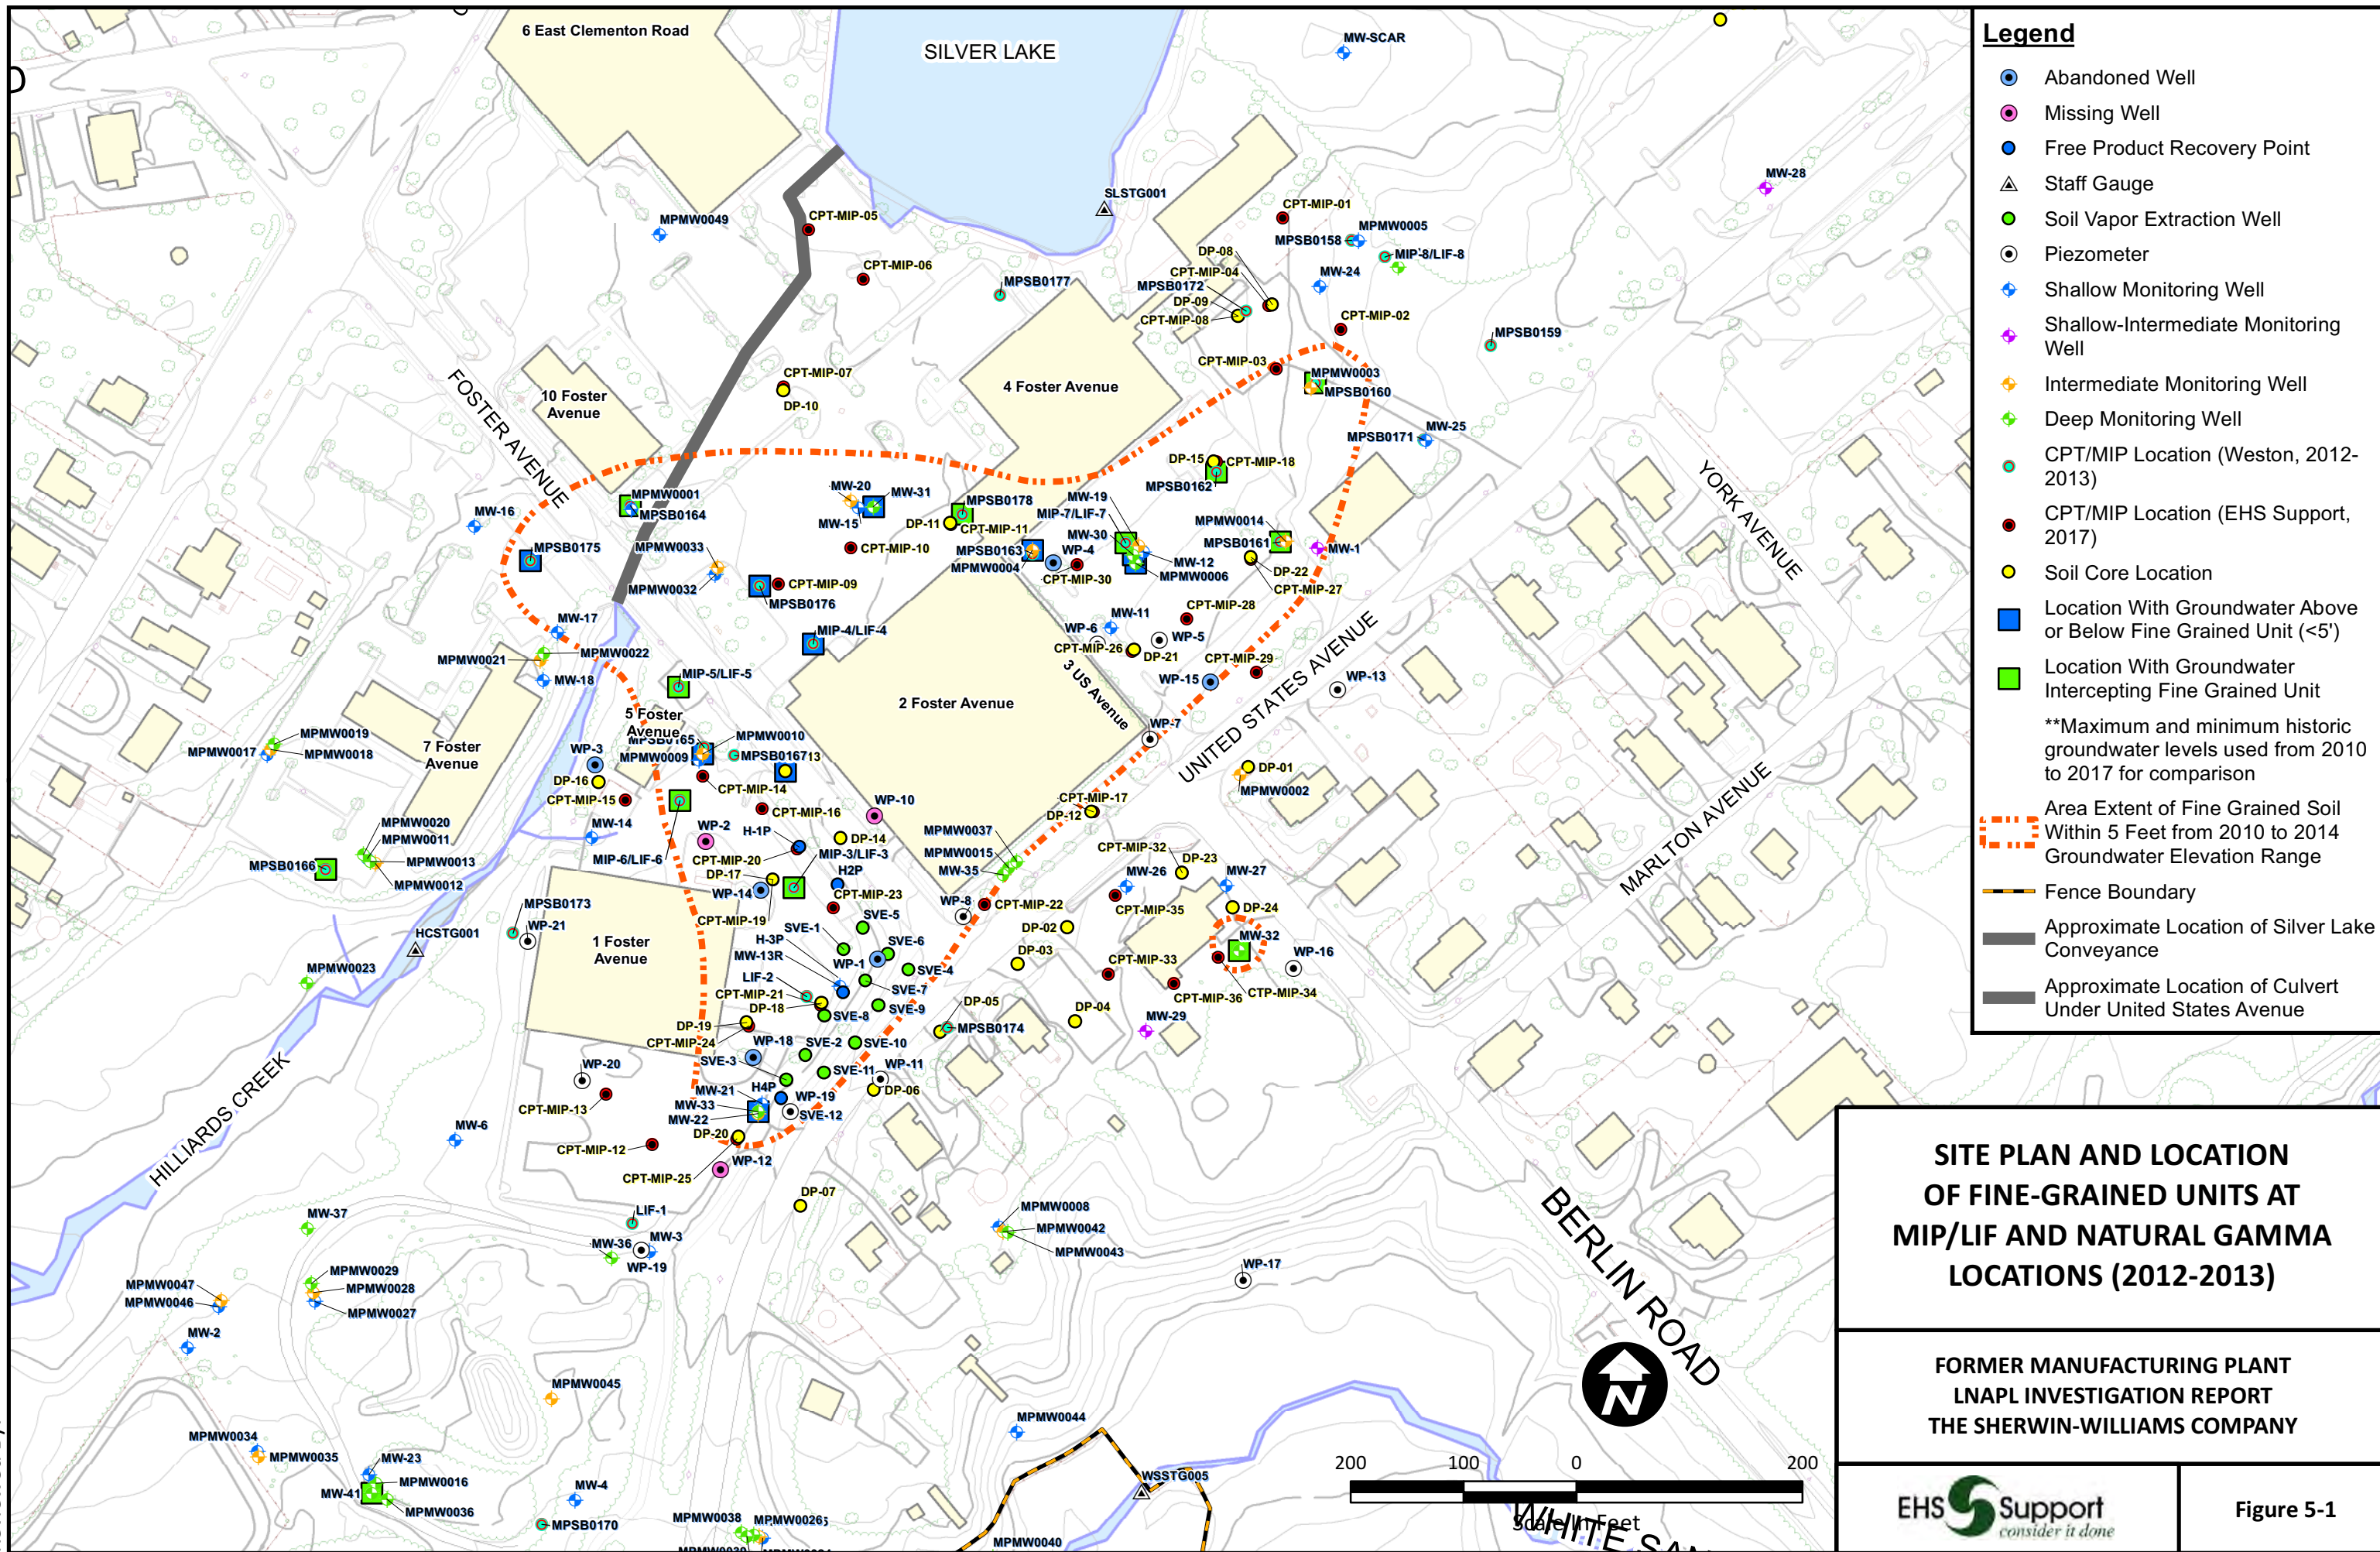 6 East Clementon Road
SILVER LAKE
MW-SCAR
MW-28
SLSTG001
CPT-MIP-01
MPMW0005
MPSB0158
MIP-8/LIF-8
MPMW0049
CPT-MIP-05
CPT-MIP-06
MPSB0177
DP-08
CPT-MIP-04
MPSB0172
DP-09
CPT-MIP-08
MW-24
CPT-MIP-02
MPSB0159
CPT-MIP-03
MPMW0003
MPSB0160
FOSTER AVENUE
10 Foster
Avenue
CPT-MIP-07
DP-10
4 Foster Avenue
MW-25
MPSB0171
DP-15
CPT-MIP-18
MPSB0162
YORK AVENUE
MW-16
MPMW0001
MPSB0164
MW-20
MW-31
MW-15
DP-11
MPSB0178
CPT-MIP-11
MW-19
MIP-7/LIF-7
MW-30
MPMW0014
MPSB0161
MW-1
MPSB0175
MPMW0033
MPMW0032
CPT-MIP-10
MPSB0163
MPMW0004
WP-4
CPT-MIP-30
MW-12
MPMW0006
DP-22
CPT-MIP-27
CPT-MIP-09
MPSB0176
MW-17
MIP-4/LIF-4
MW-11
CPT-MIP-28
WP-6
WP-5
CPT-MIP-26
DP-21
CPT-MIP-29
MPMW0021
MPMW0022
MW-18
MIP-5/LIF-5
2 Foster Avenue
3 US Avenue
WP-15
WP-13
UNITED STATES AVENUE
WP-7
5 Foster
Avenue
MPSB0165
MPMW0010
MPMW0009
MPSB0167
13
MPMW0019
MPMW0017
MPMW0018
7 Foster
Avenue
WP-3
DP-16
CPT-MIP-15
CPT-MIP-14
CPT-MIP-16
WP-10
DP-01
MPMW0002
CPT-MIP-17
DP-12
MARLTON AVENUE
MPMW0020
MPMW0011
MPMW0013
MPSB0166
MPMW0012
MW-14
MIP-6/LIF-6
WP-2
H-1P
DP-14
CPT-MIP-20
MIP-3/LIF-3
DP-17
WP-14
H2P
CPT-MIP-23
CPT-MIP-19
MPMW0037
MPMW0015
MW-35
CPT-MIP-32
DP-23
MW-26
MW-27
CPT-MIP-35
DP-24
WP-8
CPT-MIP-22
DP-02
DP-03
MW-32
WP-16
CPT-MIP-33
CTP-MIP-34
CPT-MIP-36
DP-04
MW-29
MPSB0173
WP-21
HCSTG001
1 Foster
Avenue
SVE-1
SVE-5
H-3P
SVE-6
MW-13R
WP-1
SVE-4
LIF-2
SVE-7
CPT-MIP-21
DP-18
SVE-9
SVE-8
DP-05
MPSB0174
MPMW0023
DP-19
CPT-MIP-24
WP-18
SVE-2
SVE-10
SVE-3
SVE-11
WP-11
DP-06
WP-20
CPT-MIP-13
MW-21
H4P
WP-19
MW-33
SVE-12
MW-22
DP-20
CPT-MIP-12
WP-12
CPT-MIP-25
HILLIARDS CREEK
MW-6
DP-07
MW-37
LIF-1
MW-3
MW-36
WP-19
MPMW0008
MPMW0042
MPMW0043
WP-17
MPMW0029
MPMW0028
MPMW0027
MPMW0047
MPMW0046
MW-2
BERLIN ROAD
MPMW0045
MPMW0034
MPMW0035
MW-23
MPMW0016
MW-41
MPMW0036
MW-4
MPSB0170
MPMW0038
MPMW0026
MPMW0044
WSSTG005
MPMW0040
N
200 100 0 200
Scale In Feet
Legend
Abandoned Well
Missing Well
Free Product Recovery Point
Staff Gauge
Soil Vapor Extraction Well
Piezometer
Shallow Monitoring Well
Shallow-Intermediate Monitoring
Well
Intermediate Monitoring Well
Deep Monitoring Well
CPT/MIP Location (Weston, 2012-
2013)
CPT/MIP Location (EHS Support,
2017)
Soil Core Location
Location With Groundwater Above
or Below Fine Grained Unit (<5')
Location With Groundwater
Intercepting Fine Grained Unit
**Maximum and minimum historic
groundwater levels used from 2010
to 2017 for comparison
Area Extent of Fine Grained Soil
Within 5 Feet from 2010 to 2014
Groundwater Elevation Range
Fence Boundary
Approximate Location of Silver Lake
Conveyance
Approximate Location of Culvert
Under United States Avenue
SITE PLAN AND LOCATION
OF FINE-GRAINED UNITS AT
MIP/LIF AND NATURAL GAMMA
LOCATIONS (2012-2013)
FORMER MANUFACTURING PLANT
LNAPL INVESTIGATION REPORT
THE SHERWIN-WILLIAMS COMPANY
EHS Support
consider it done
Figure 5-1